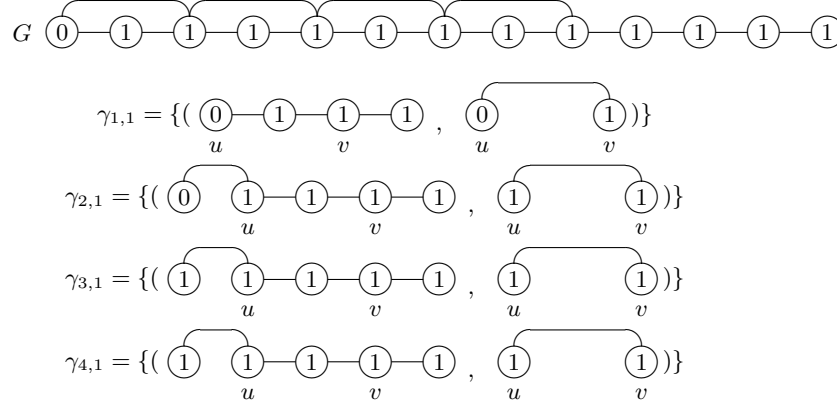 G 0 1 1 1 1 1 1 1 1 1 1 1 1
γ1,1 = {( 0 1 1 1 , 0 1 )}
u v u v
γ2,1 = {( 0 1 1 1 1 , 1 1 )}
u v u v
γ3,1 = {( 1 1 1 1 1 , 1 1 )}
u v u v
γ4,1 = {( 1 1 1 1 1 , 1 1 )}
u v u v